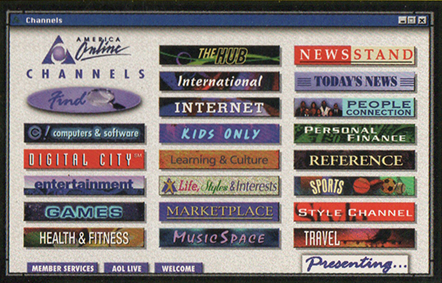 Channels
AMERICA
Online
CHANNELS
Find
c/ computers & software
DIGITAL CITY™
entertainment
GAMES
HEALTH & FITNESS
THE HUB
International
INTERNET
KIDS ONLY
Learning & Culture
Life, Styles & Interests
MARKETPLACE
MUSICSPACE
NEWSSTAND
TODAY'S NEWS
PEOPLE
CONNECTION
PERSONAL
FINANCE
REFERENCE
SPORTS
STYLE CHANNEL
TRAVEL
Presenting...
MEMBER SERVICES
AOL LIVE
WELCOME